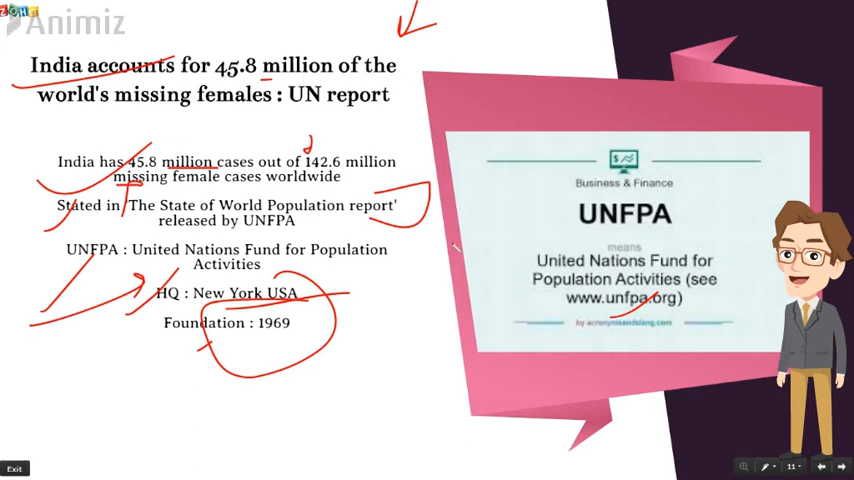 ZOHO
Animiz
India accounts for 45.8 million of the
world's missing females : UN report
India has 45.8 million cases out of 142.6 million
missing female cases worldwide
Stated in 'The State of World Population report'
released by UNFPA
UNFPA : United Nations Fund for Population
Activities
HQ : New York USA
Foundation : 1969
Business & Finance
UNFPA
means
United Nations Fund for
Population Activities (see
www.unfpa.org)
by acronymsandslang.com
Exit
11